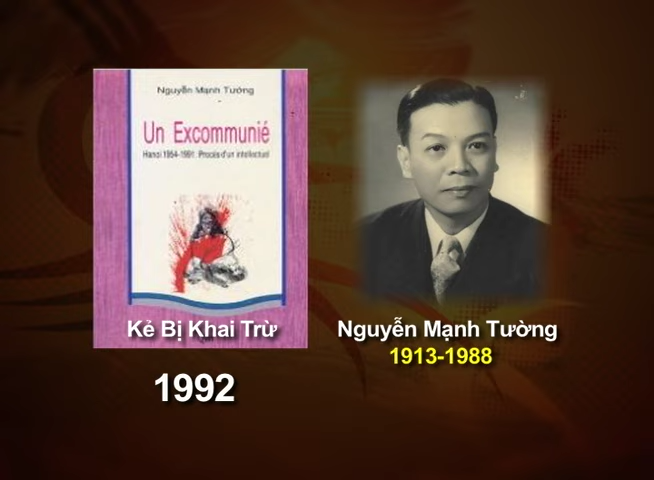 Nguyễn Mạnh Tường
Un Excommunié
Hanoi 1954-1991: Procès d'un intellectuel
Kẻ Bị Khai Trừ
1992
Nguyễn Mạnh Tường
1913-1988